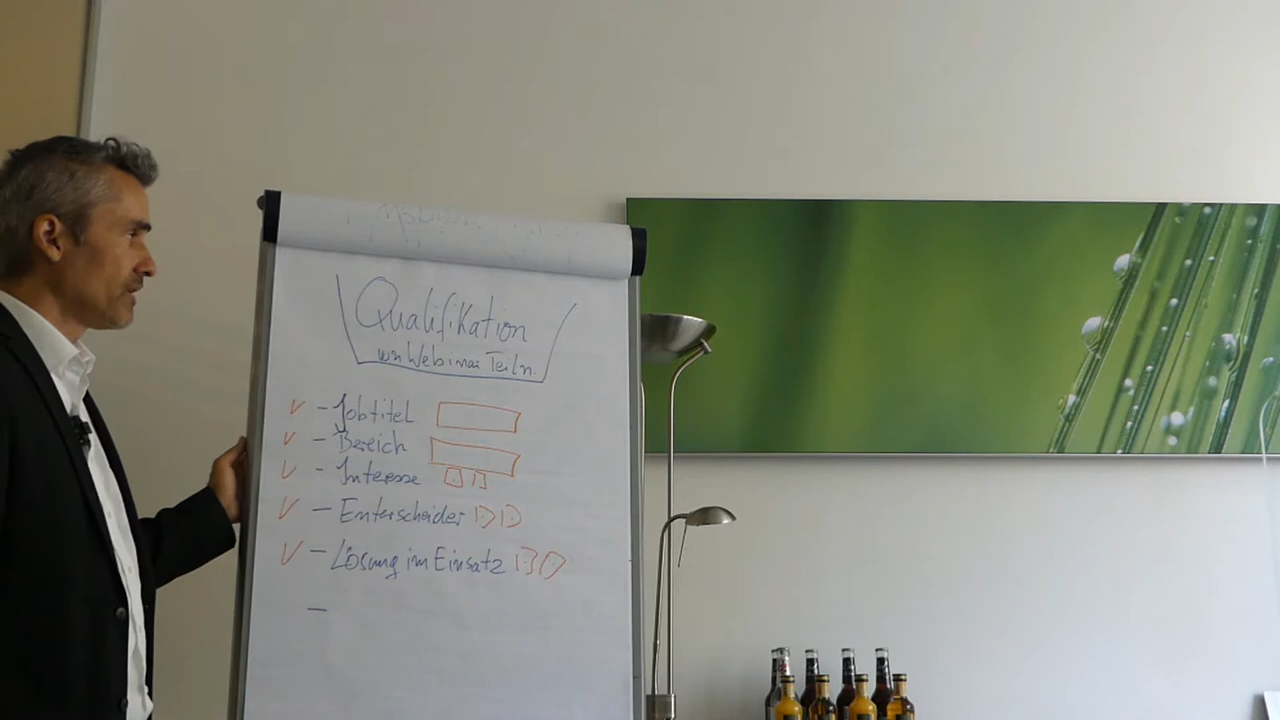 Qualifikation
von Webinar Teiln.
- Jobtitel
- Bereich
- Interesse
- Entscheider
- Lösung im Einsatz
-